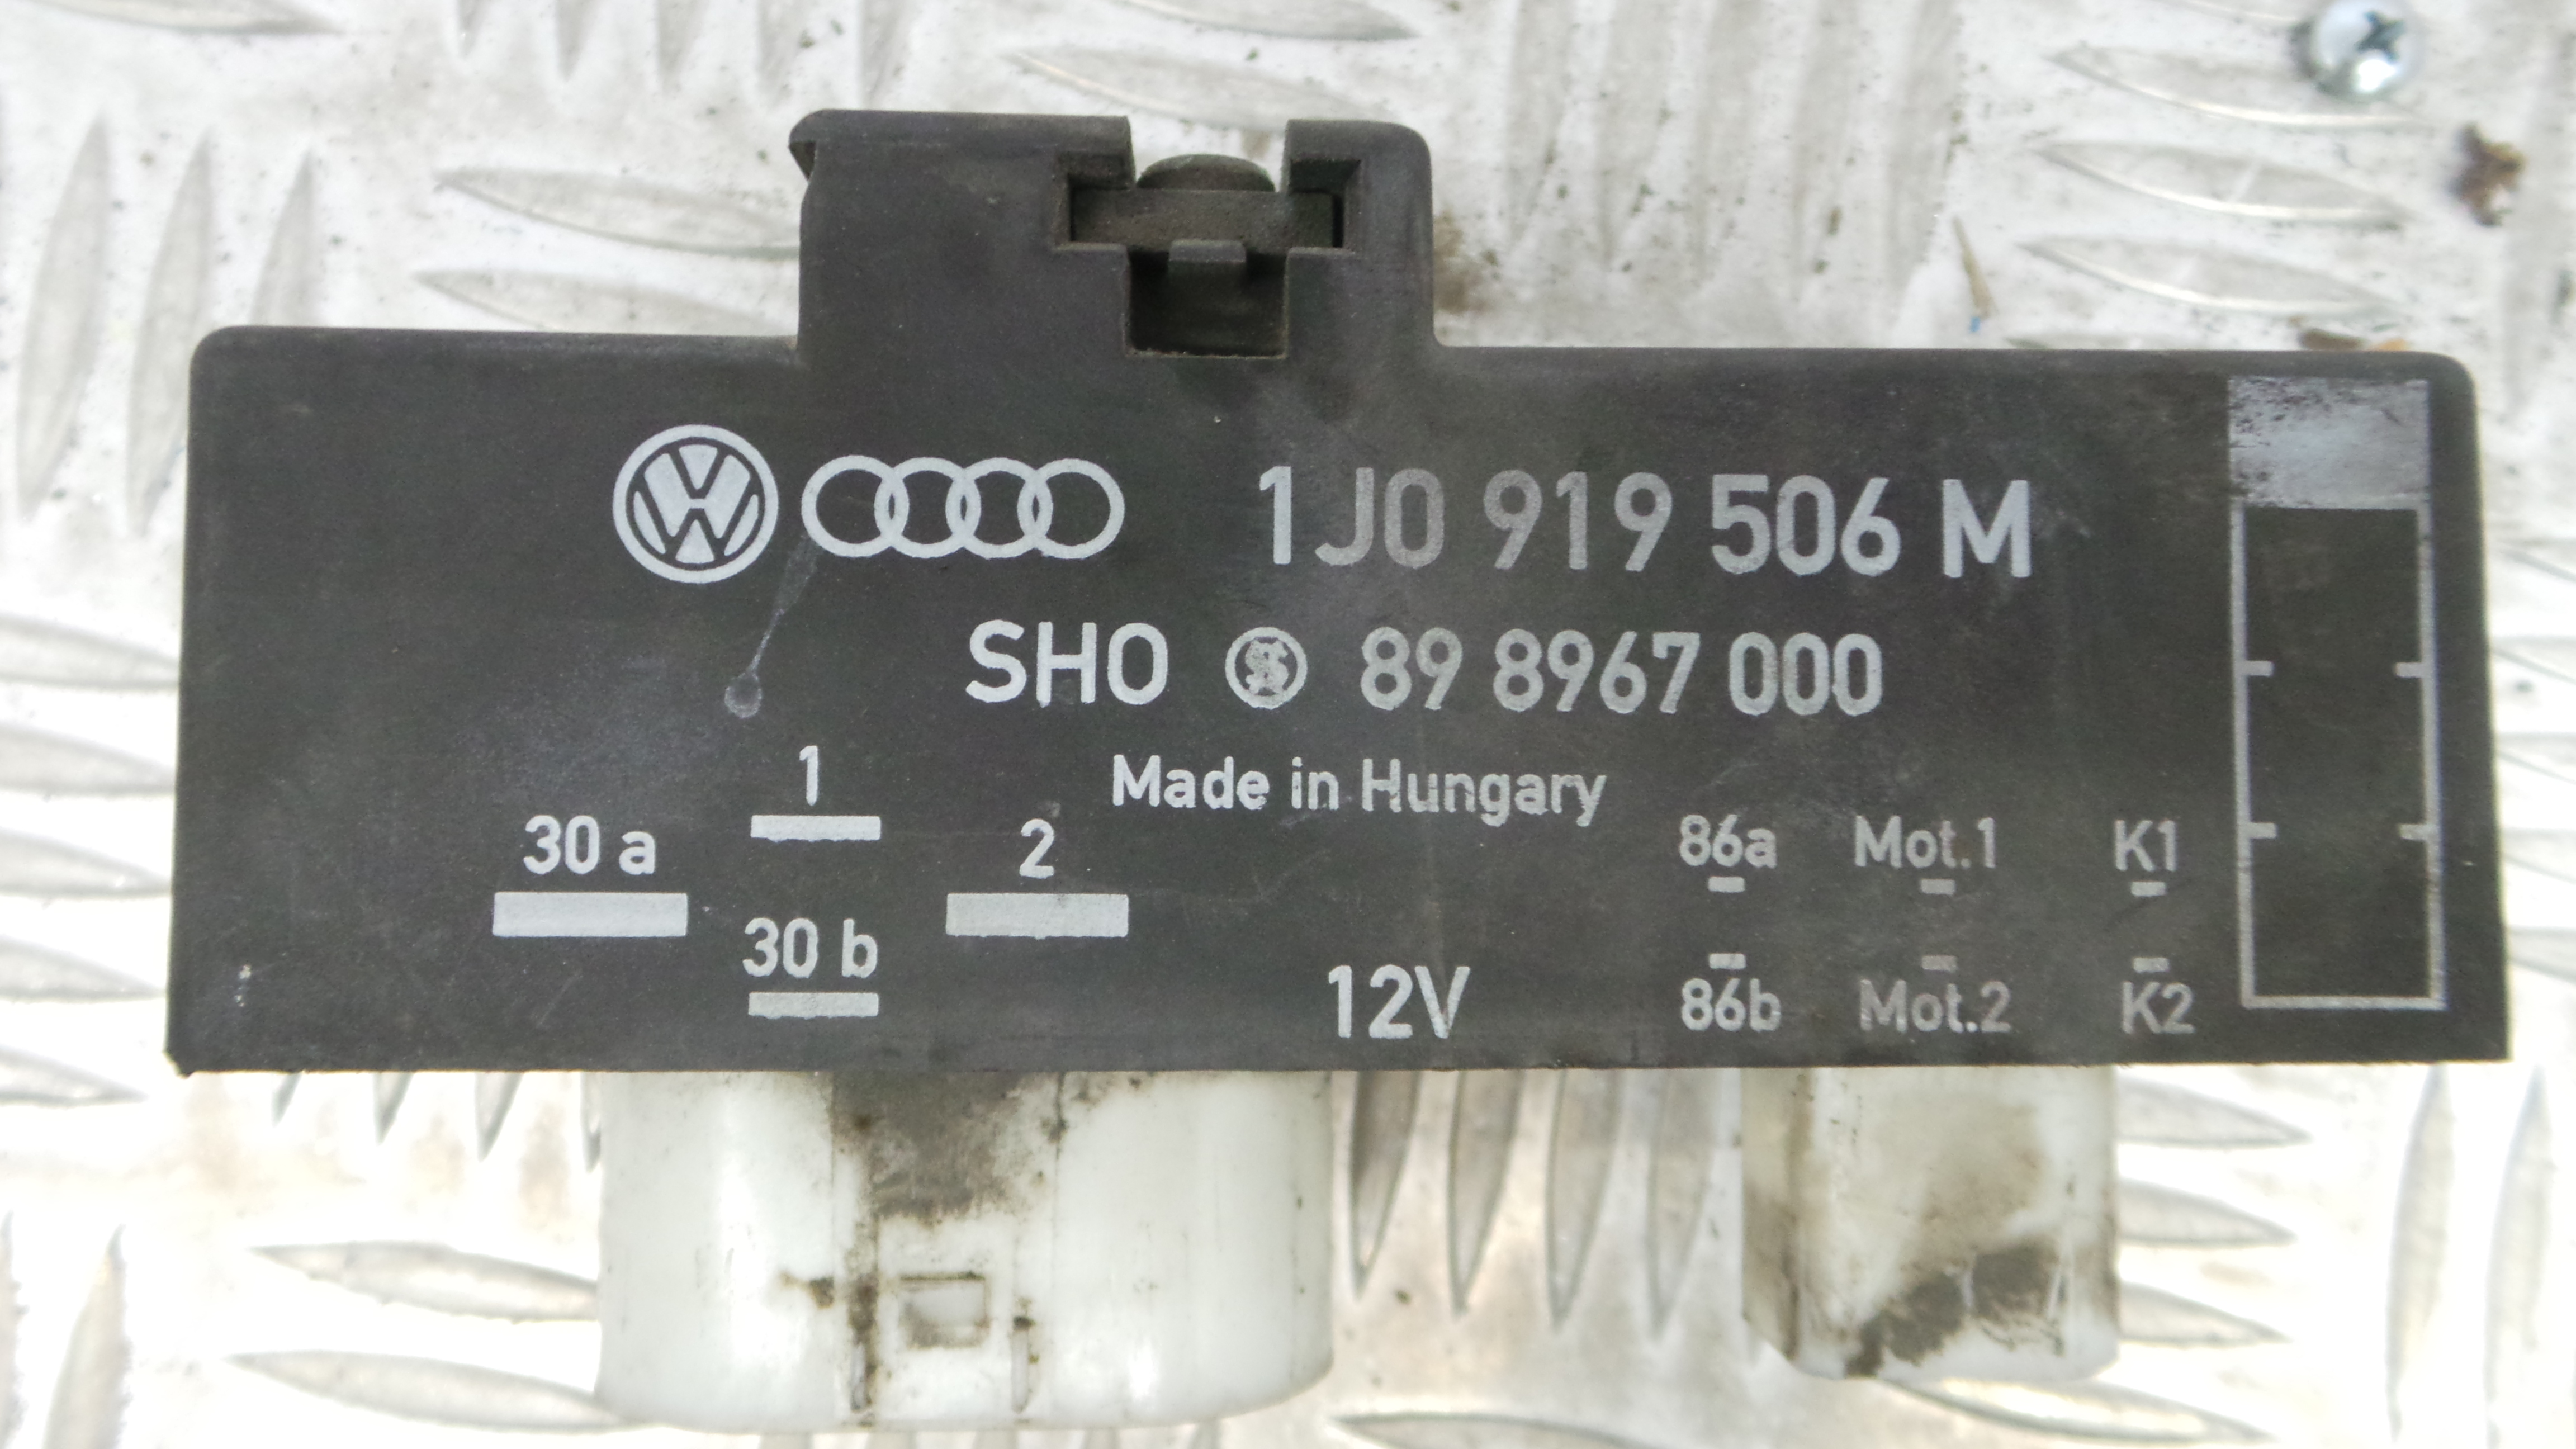 1J0 919 506 M
SHO 89 8967 000
Made in Hungary
1
30 a
2
30 b
12V
86a Mot.1 K1
86b Mot.2 K2